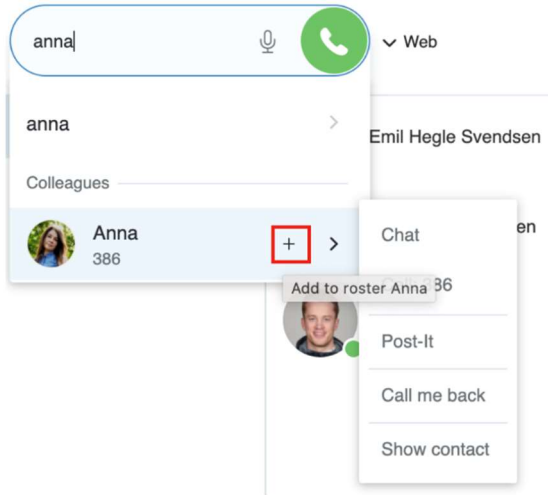 anna
Web
anna
Emil Hegle Svendsen
Colleagues
Anna
386
+
en
Chat
Add to roster Anna
86
Post-It
Call me back
Show contact